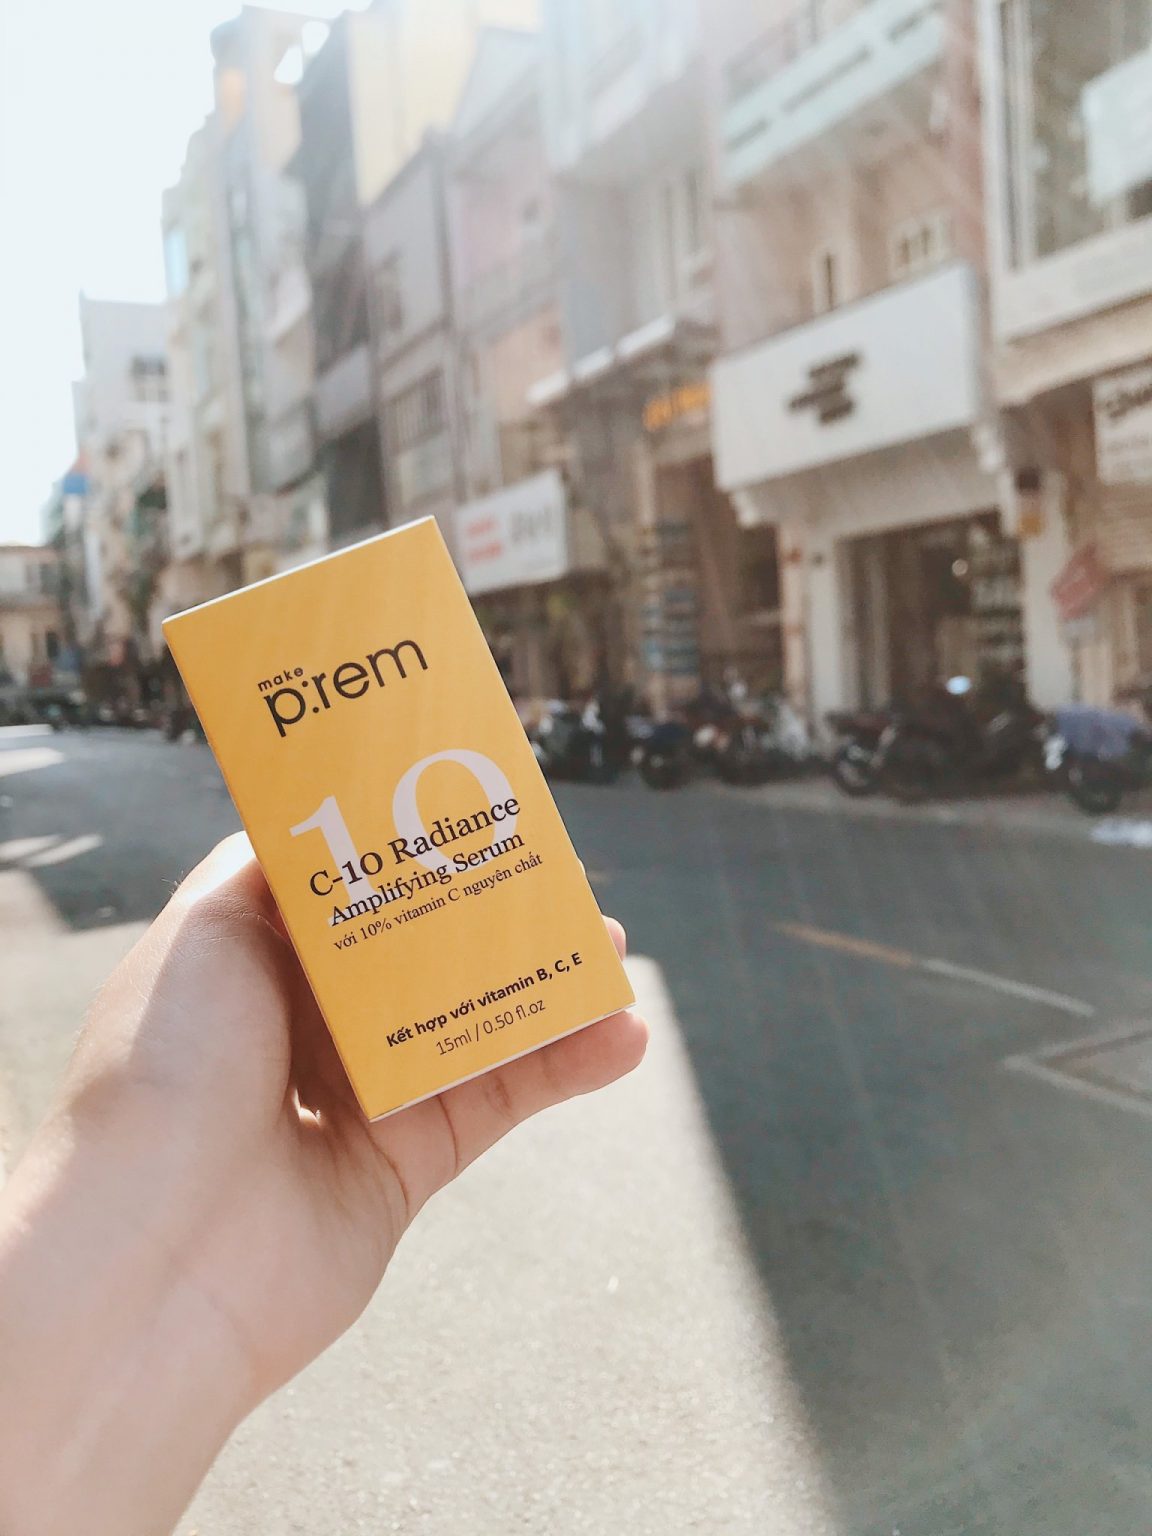 make
p:rem
10
C-10 Radiance
Amplifying Serum
với 10% vitamin C nguyên chất
Kết hợp với vitamin B, C, E
15ml / 0.50 fl.oz